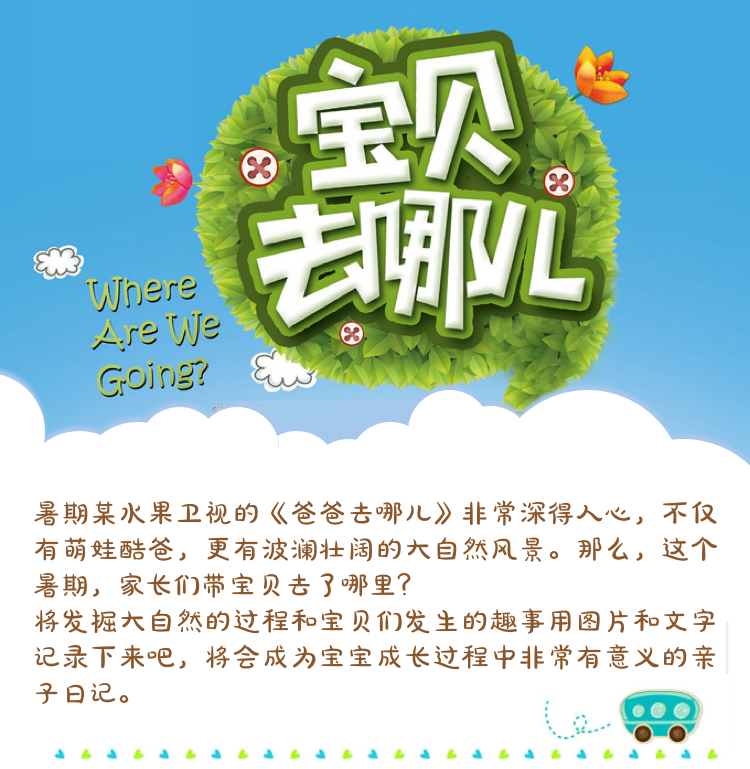 宝贝
去哪儿
Where
Are We
Going?
暑期某水果卫视的《爸爸去哪儿》非常深得人心，不仅
有萌娃酷爸，更有波澜壮阔的大自然风景。那么，这个
暑期，家长们带宝贝去了哪里?
将发掘大自然的过程和宝贝们发生的趣事用图片和文字
记录下来吧，将会成为宝宝成长过程中非常有意义的亲
子日记。